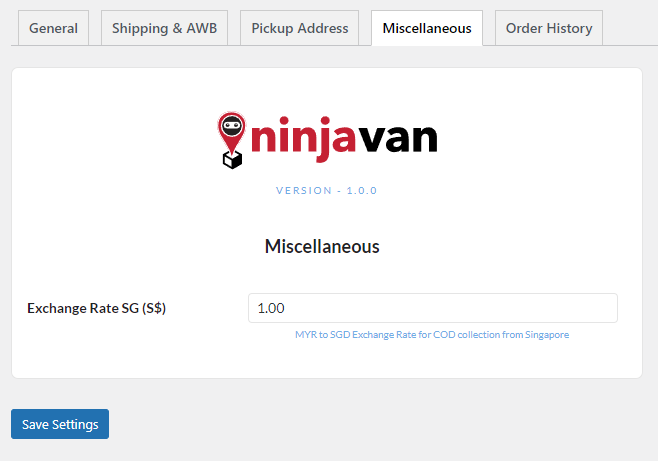 General
Shipping & AWB
Pickup Address
Miscellaneous
Order History
ninjavan
VERSION - 1.0.0
Miscellaneous
Exchange Rate SG (S$)
1.00
MYR to SGD Exchange Rate for COD collection from Singapore
Save Settings